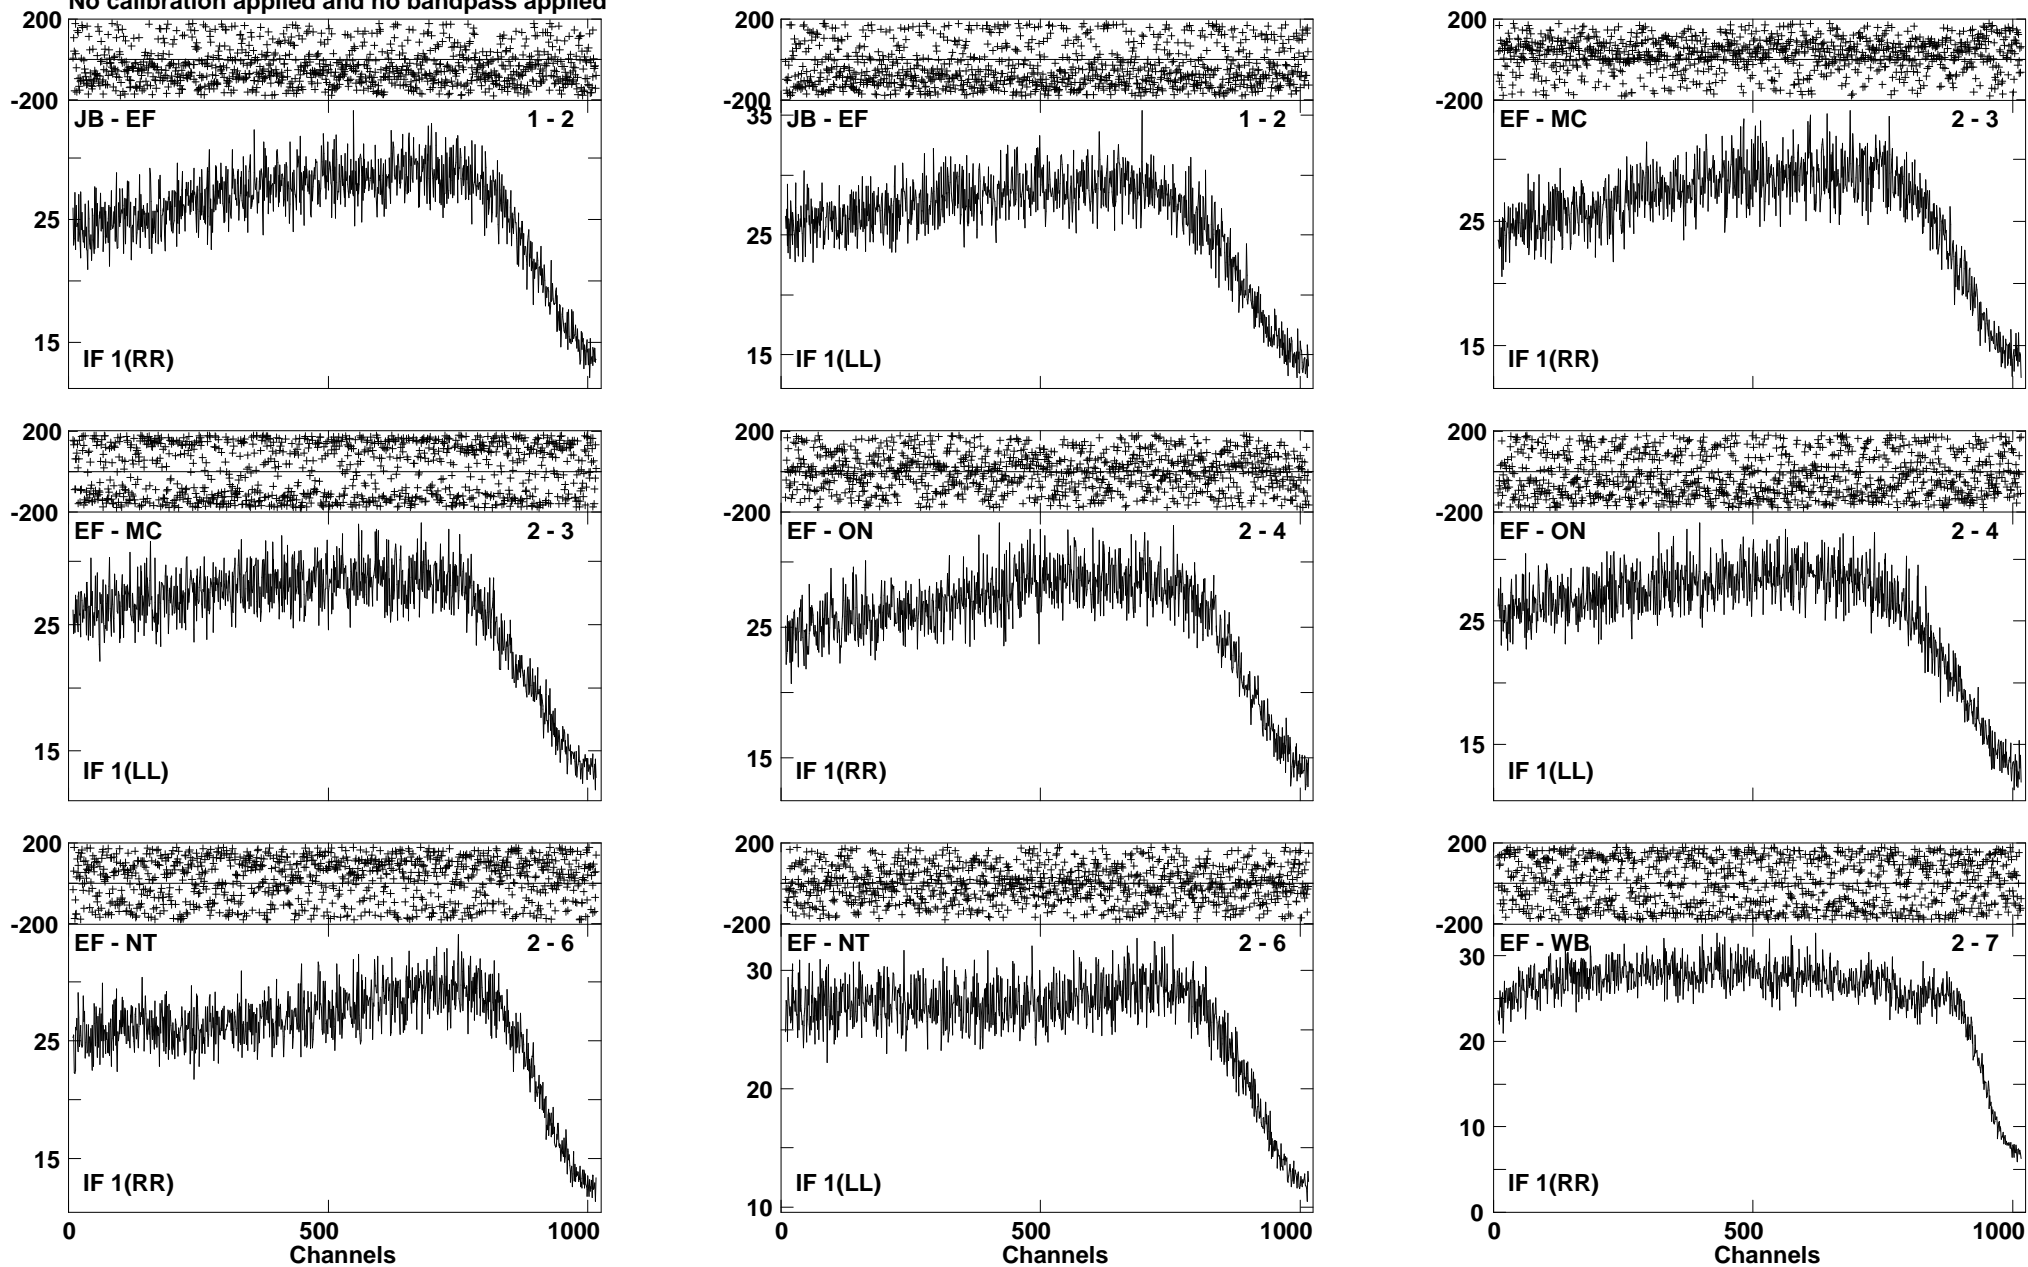 No calibration applied and no bandpass applied
200
-200
JB - EF 1 - 2
25
15
IF 1(RR)
200
-200
35
JB - EF 1 - 2
25
15
IF 1(LL)
200
-200
EF - MC 2 - 3
25
15
IF 1(RR)
200
-200
EF - MC 2 - 3
25
15
IF 1(LL)
200
-200
EF - ON 2 - 4
25
15
IF 1(RR)
200
-200
EF - ON 2 - 4
25
15
IF 1(LL)
200
-200
EF - NT 2 - 6
25
15
IF 1(RR)
0 500 1000
Channels
200
-200
EF - NT 2 - 6
30
20
IF 1(LL)
10
0 500 1000
Channels
200
-200
EF - WB 2 - 7
30
20
10
IF 1(RR)
0
0 500 1000
Channels